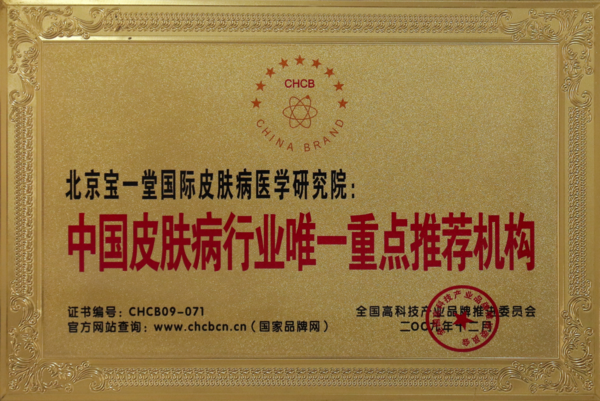 CHCB
CHINA BRAND
北京宝一堂国际皮肤病医学研究院：
中国皮肤病行业唯一重点推荐机构
证书编号：CHCB09-071
官方网站查询：www.chcbcn.cn（国家品牌网）
全国高科技产业品牌推进委员会
二〇〇九年十二月